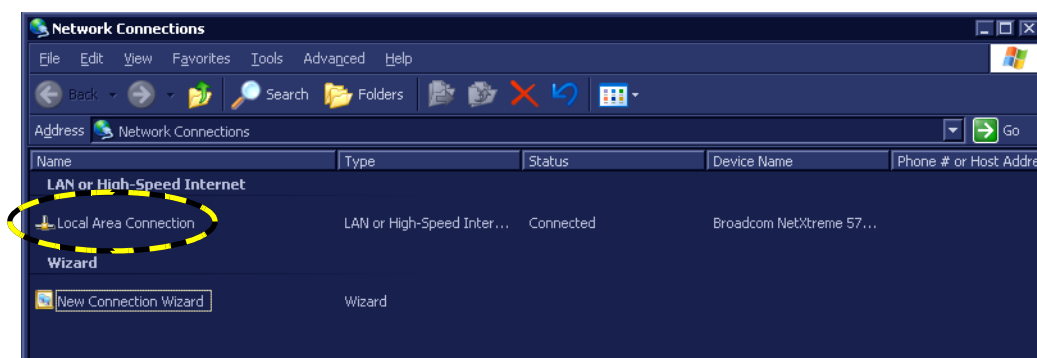 Network Connections
File Edit View Favorites Tools Advanced Help
Back Search Folders
Address Network Connections Go
Name Type Status Device Name Phone # or Host Addre
LAN or High-Speed Internet
Local Area Connection LAN or High-Speed Inter... Connected Broadcom NetXtreme 57...
Wizard
New Connection Wizard Wizard